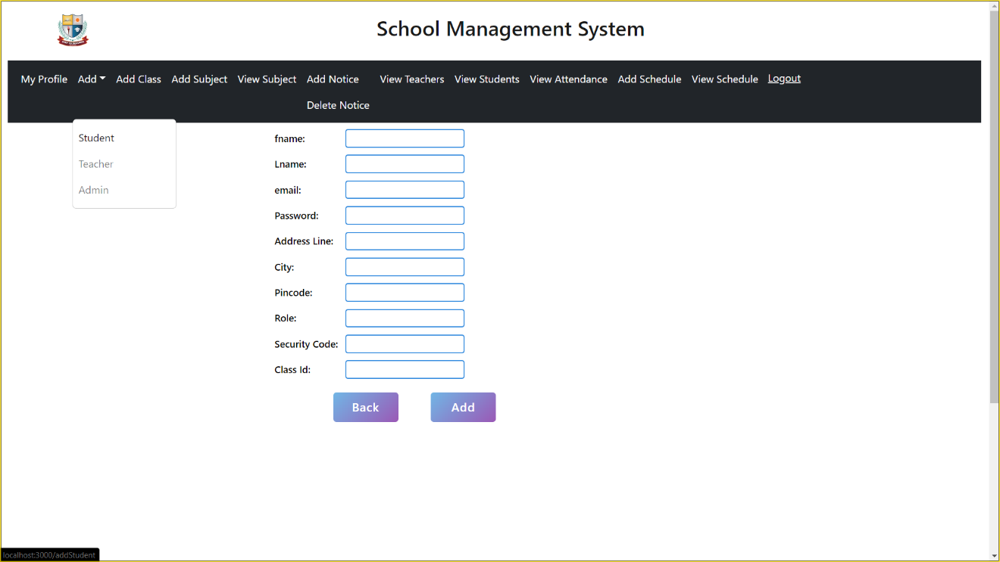 School Management System
My Profile Add Add Class Add Subject View Subject Add Notice View Teachers View Students View Attendance Add Schedule View Schedule Logout
Delete Notice
Student
Teacher
Admin
fname:
Lname:
email:
Password:
Address Line:
City:
Pincode:
Role:
Security Code:
Class Id:
Back Add
localhost:3000/addStudent